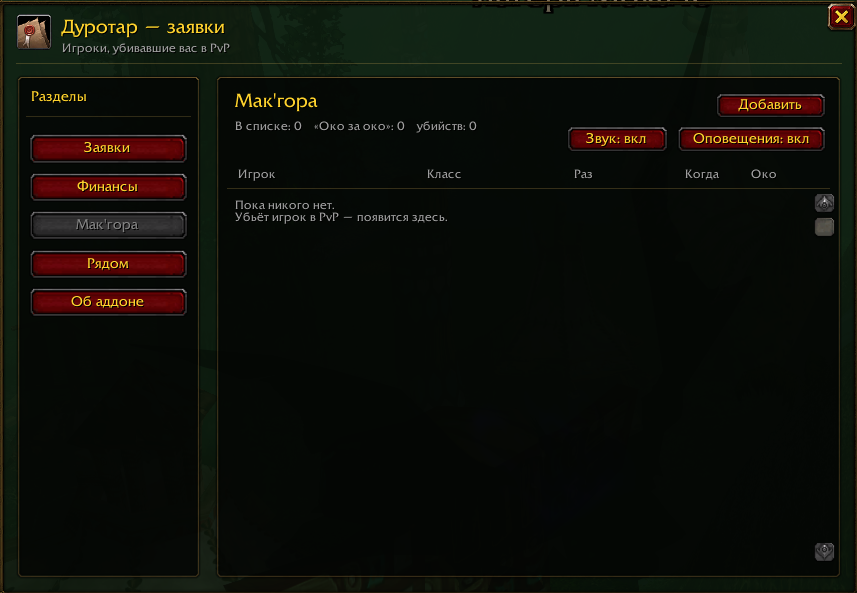 Дуротар — заявки
Игроки, убивавшие вас в PvP
Разделы
Заявки
Финансы
Мак'гора
Рядом
Об аддоне
Мак'гора
Добавить
В списке: 0 «Око за око»: 0 убийств: 0
Звук: вкл
Оповещения: вкл
Игрок Класс Раз Когда Око
Пока никого нет.
Убьёт игрок в PvP — появится здесь.